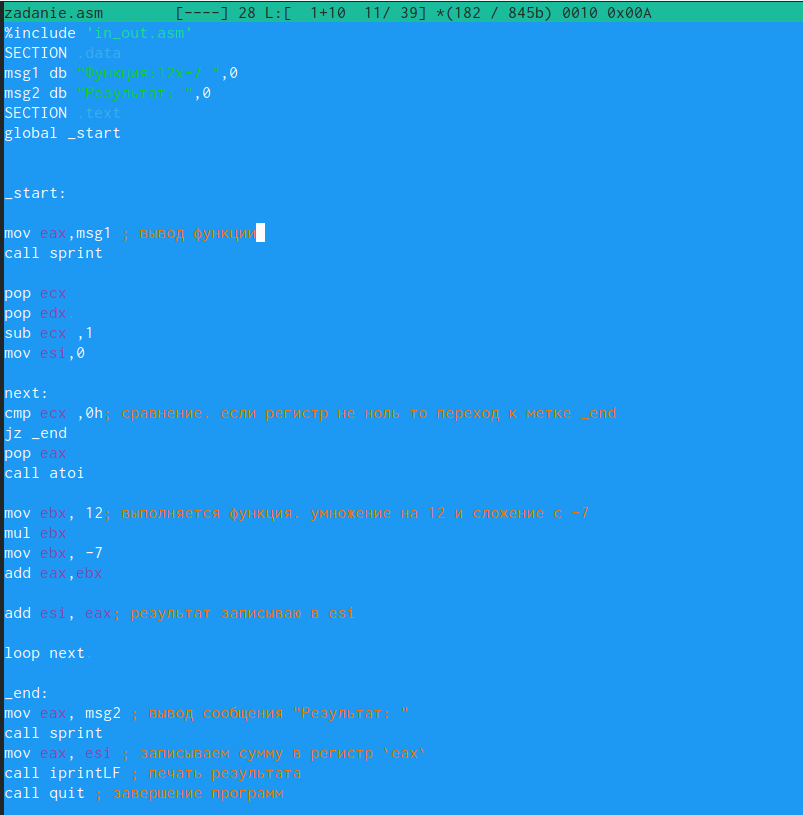 zadanie.asm [----] 28 L:[ 1+10 11/ 39] *(182 / 845b) 0010 0x00A
%include 'in_out.asm'
SECTION .data
msg1 db "Функция:12x-7 ",0
msg2 db "Результат: ",0
SECTION .text
global _start
_start:
mov eax,msg1 ; вывод функции
call sprint
pop ecx
pop edx
sub ecx ,1
mov esi,0
next:
cmp ecx ,0h; сравнение. если регистр не ноль то переход к метке _end
jz _end
pop eax
call atoi
mov ebx, 12; выполняется функция. умножение на 12 и сложение с -7
mul ebx
mov ebx, -7
add eax,ebx
add esi, eax; результат записываю в esi
loop next
_end:
mov eax, msg2 ; вывод сообщения "Результат: "
call sprint
mov eax, esi ; записываем сумму в регистр `eax`
call iprintLF ; печать результата
call quit ; завершение программ